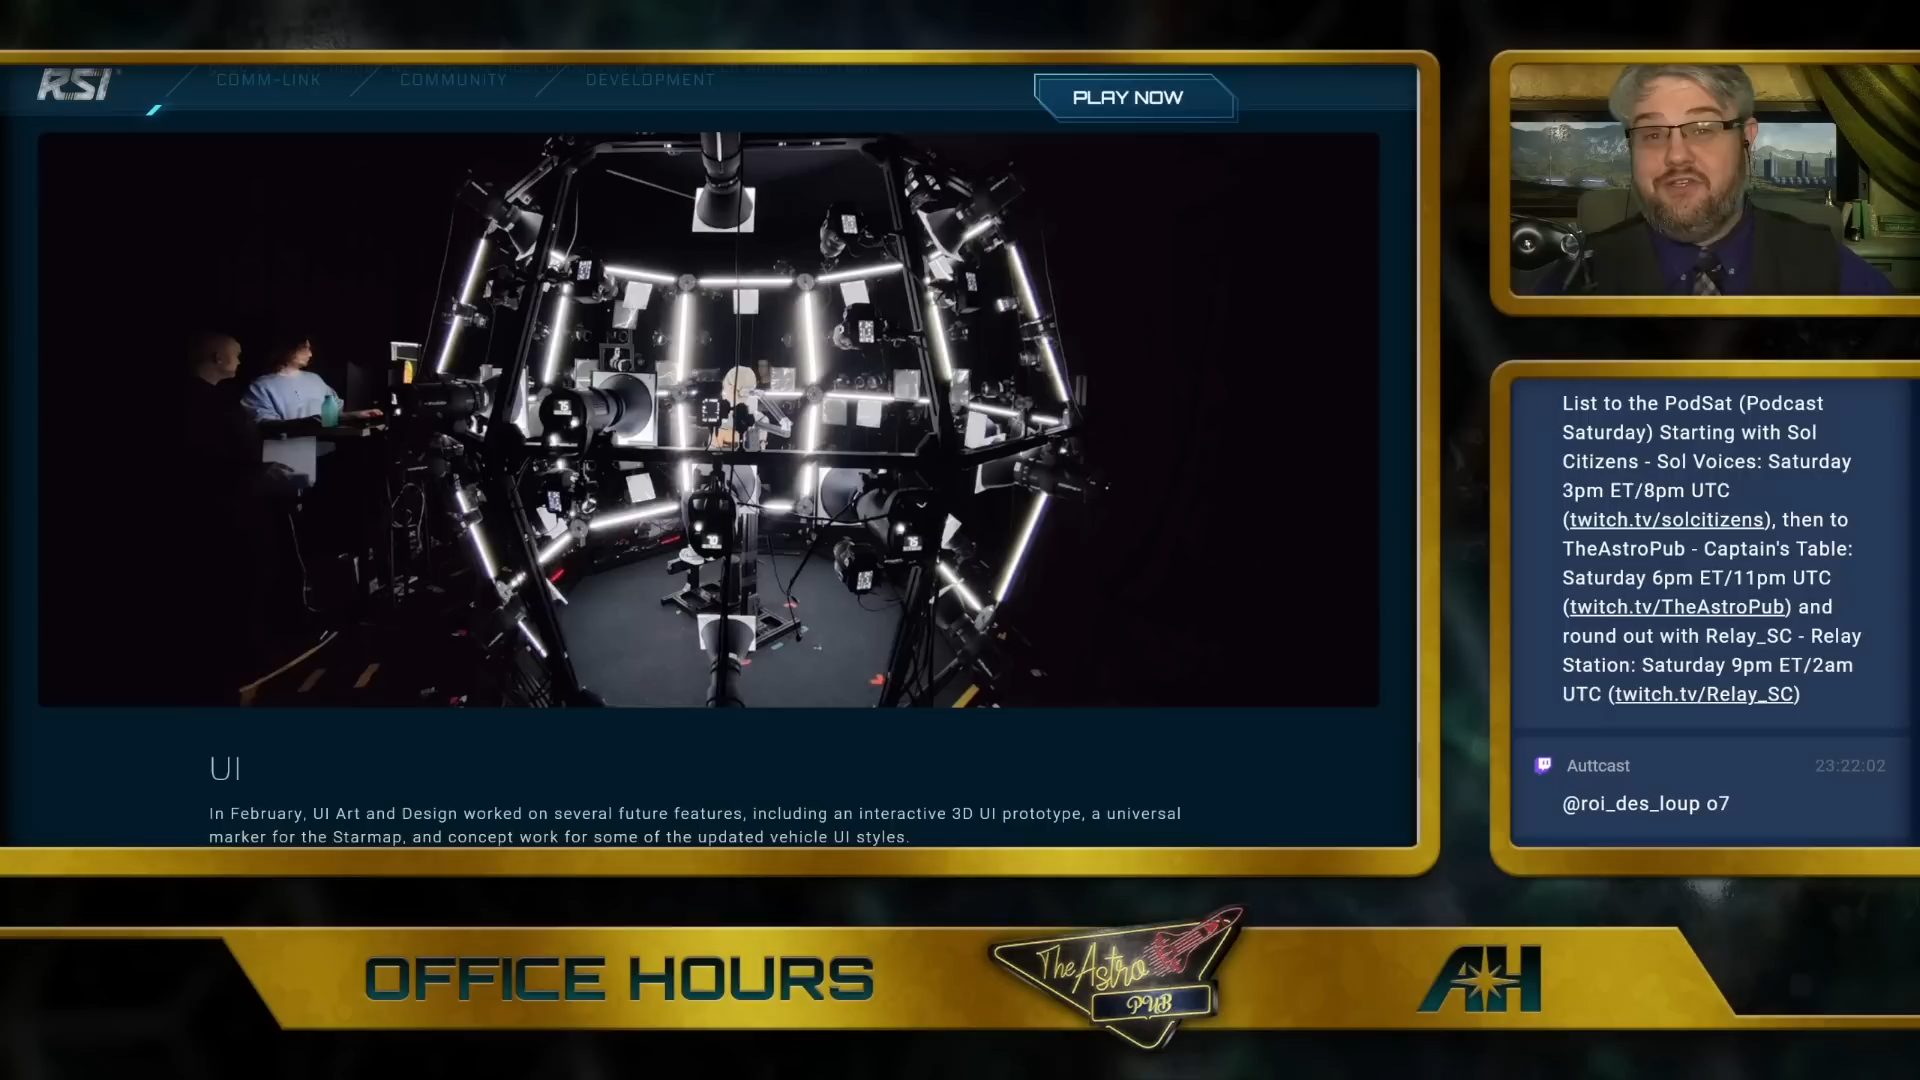 RSI
COMM-LINK
COMMUNITY
DEVELOPMENT
PLAY NOW
UI
In February, UI Art and Design worked on several future features, including an interactive 3D UI prototype, a universal
marker for the Starmap, and concept work for some of the updated vehicle UI styles.
List to the PodSat (Podcast
Saturday) Starting with Sol
Citizens - Sol Voices: Saturday
3pm ET/8pm UTC
(twitch.tv/solcitizens), then to
TheAstroPub - Captain's Table:
Saturday 6pm ET/11pm UTC
(twitch.tv/TheAstroPub) and
round out with Relay_SC - Relay
Station: Saturday 9pm ET/2am
UTC (twitch.tv/Relay_SC)
Auttcast
23:22:02
@roi_des_loup o7
OFFICE HOURS
The Astro
PUB
AH